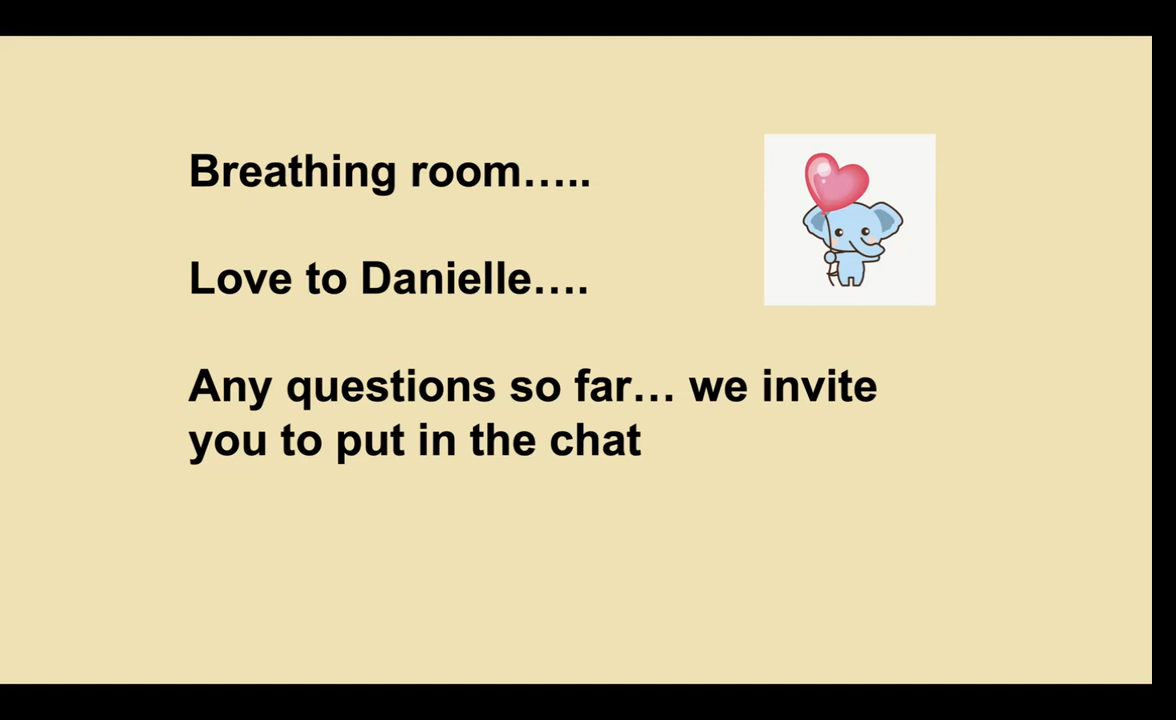 Breathing room…..
Love to Danielle….
Any questions so far… we invite
you to put in the chat